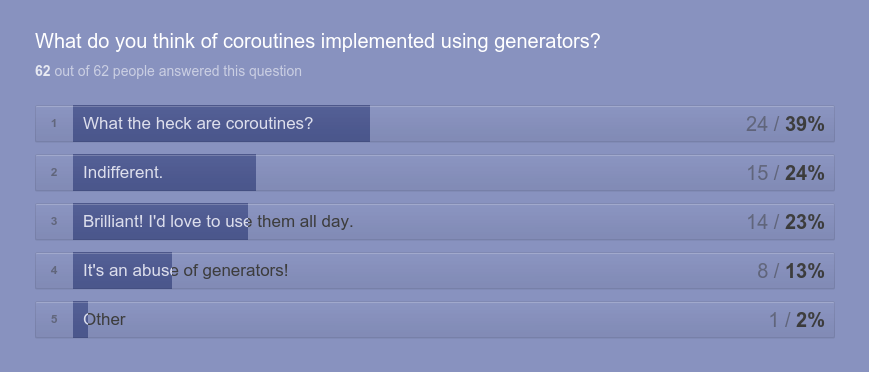 What do you think of coroutines implemented using generators?
62 out of 62 people answered this question
1 What the heck are coroutines? 24 / 39%
2 Indifferent. 15 / 24%
3 Brilliant! I'd love to use them all day. 14 / 23%
4 It's an abuse of generators! 8 / 13%
5 Other 1 / 2%